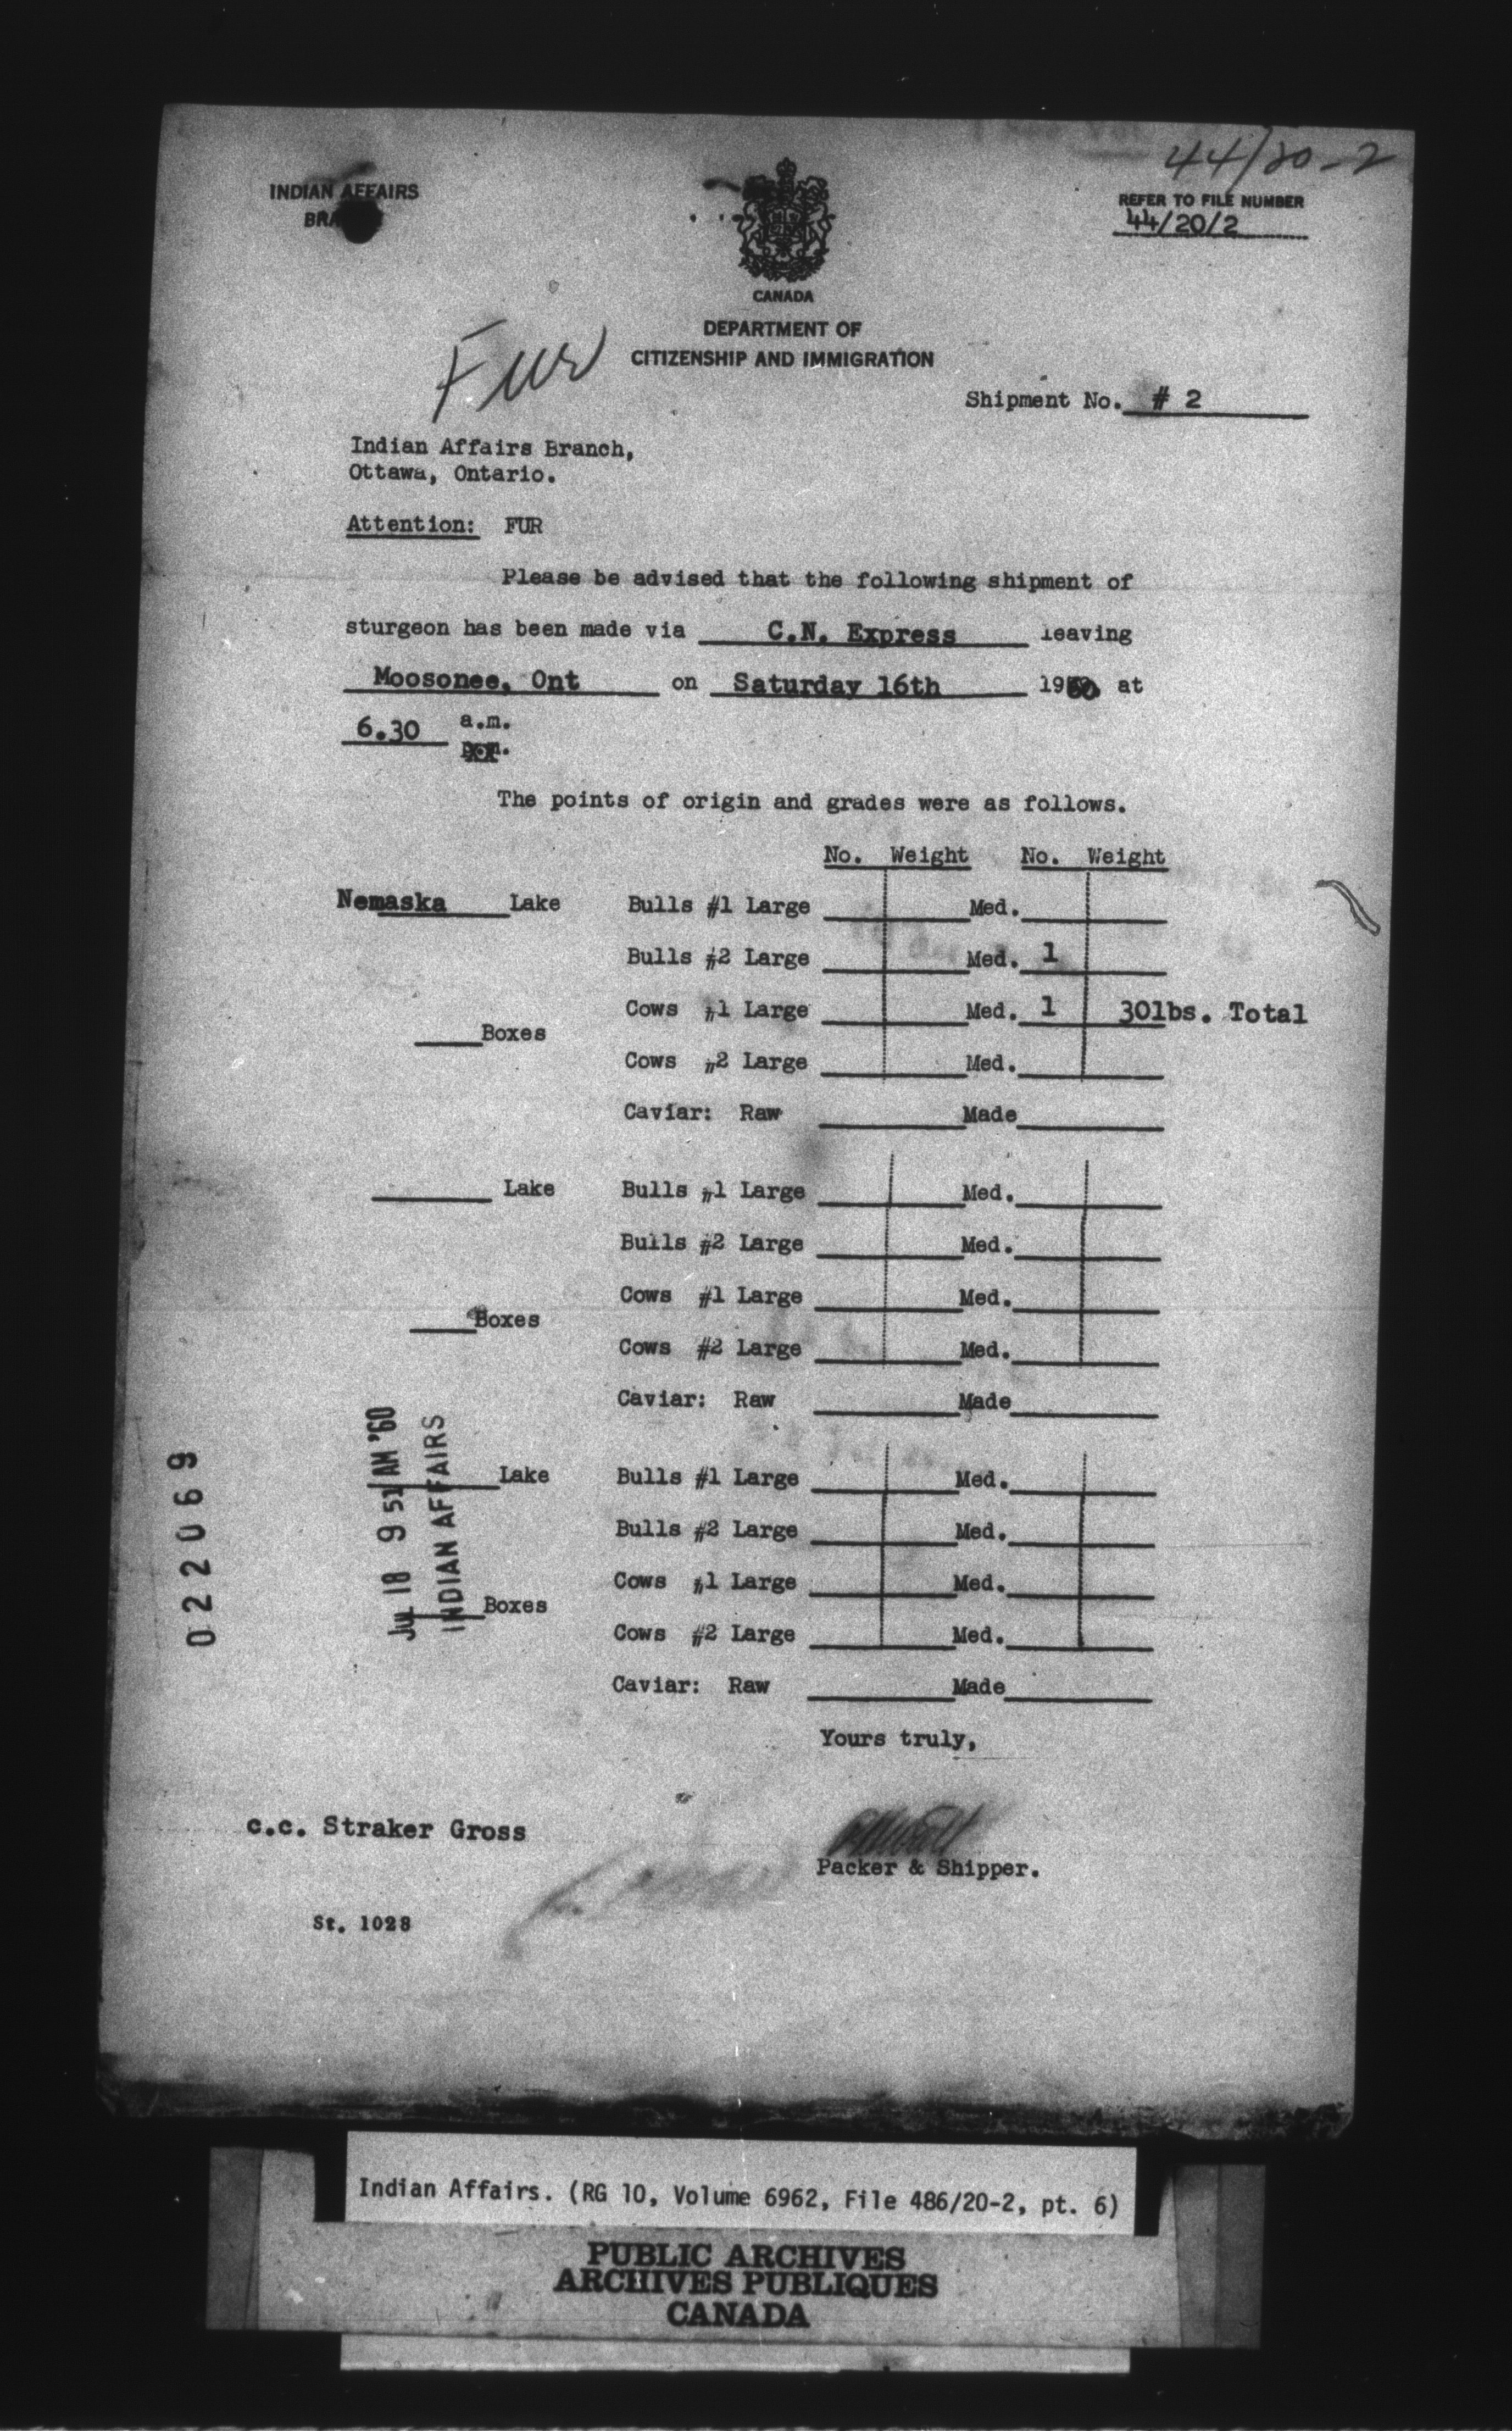 44/20-2
INDIAN AFFAIRS
REFER TO FILE NUMBER
44/20/2
CANADA
DEPARTMENT OF
CITIZENSHIP AND IMMIGRATION
Fur
Shipment No. # 2
Indian Affairs Branch,
Ottawa, Ontario.
Attention: FUR
Please be advised that the following shipment of
sturgeon has been made via C.N. Express leaving
Moosonee, Ont on Saturday 16th 1960 at
6.30 a.m.
p.m.
The points of origin and grades were as follows.
No. Weight No. Weight
Nemaska Lake Bulls #1 Large Med.
Bulls #2 Large Med. 1
Cows #1 Large Med. 1 30lbs. Total
Boxes
Cows #2 Large Med.
Caviar: Raw Made
Lake Bulls #1 Large Med.
Bulls #2 Large Med.
Cows #1 Large Med.
Boxes
Cows #2 Large Med.
Caviar: Raw Made
Lake Bulls #1 Large Med.
Bulls #2 Large Med.
Cows #1 Large Med.
Boxes
Cows #2 Large Med.
Caviar: Raw Made
022069
JUL 18 9 51 AM '60
INDIAN AFFAIRS
Yours truly,
c.c. Straker Gross
Packer & Shipper.
St. 1028
Indian Affairs. (RG 10, Volume 6962, File 486/20-2, pt. 6)
PUBLIC ARCHIVES
ARCHIVES PUBLIQUES
CANADA